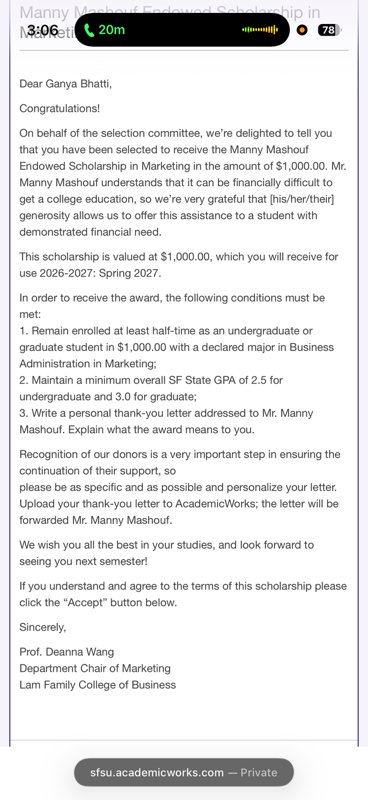 Manny Mashouf Endowed Scholarship in
Marketi
3:06
20m
78
Dear Ganya Bhatti,
Congratulations!
On behalf of the selection committee, we're delighted to tell you
that you have been selected to receive the Manny Mashouf
Endowed Scholarship in Marketing in the amount of $1,000.00. Mr.
Manny Mashouf understands that it can be financially difficult to
get a college education, so we're very grateful that [his/her/their]
generosity allows us to offer this assistance to a student with
demonstrated financial need.
This scholarship is valued at $1,000.00, which you will receive for
use 2026-2027: Spring 2027.
In order to receive the award, the following conditions must be
met:
1. Remain enrolled at least half-time as an undergraduate or
graduate student in $1,000.00 with a declared major in Business
Administration in Marketing;
2. Maintain a minimum overall SF State GPA of 2.5 for
undergraduate and 3.0 for graduate;
3. Write a personal thank-you letter addressed to Mr. Manny
Mashouf. Explain what the award means to you.
Recognition of our donors is a very important step in ensuring the
continuation of their support, so
please be as specific and as possible and personalize your letter.
Upload your thank-you letter to AcademicWorks; the letter will be
forwarded Mr. Manny Mashouf.
We wish you all the best in your studies, and look forward to
seeing you next semester!
If you understand and agree to the terms of this scholarship please
click the “Accept” button below.
Sincerely,
Prof. Deanna Wang
Department Chair of Marketing
Lam Family College of Business
sfsu.academicworks.com — Private